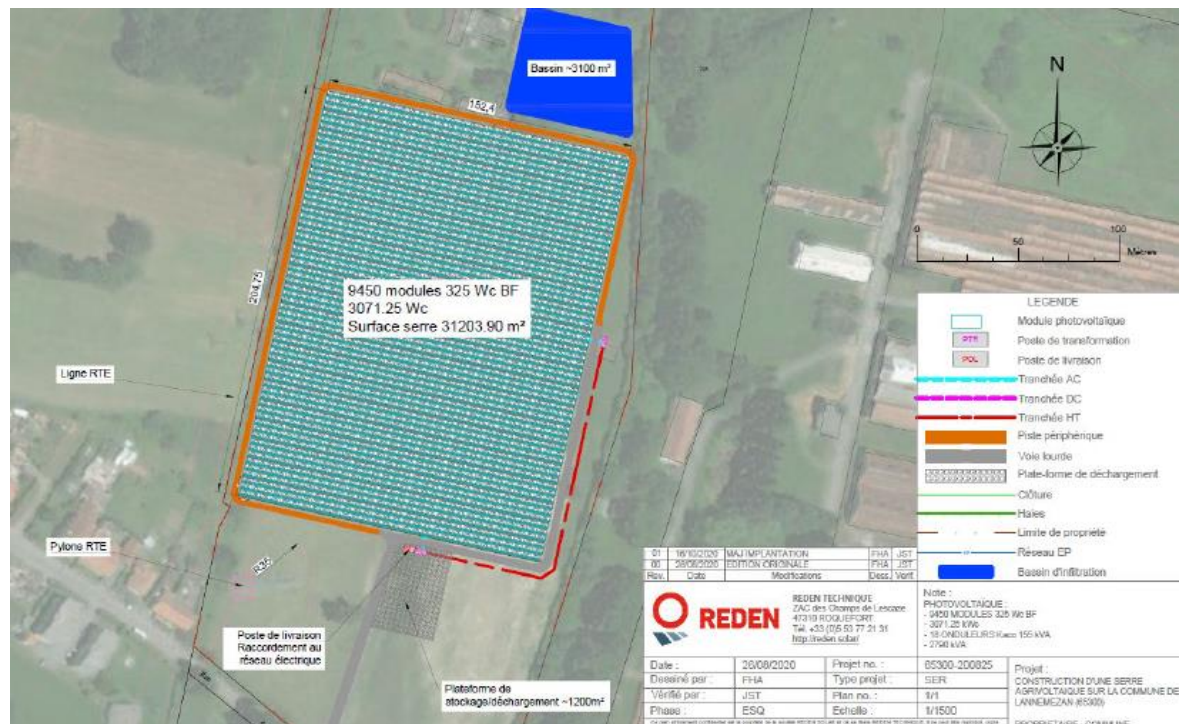 Bassin ~3100 m²
152,4
N
0
50
100
Mètres
204,75
9450 modules 325 Wc BF
3071.25 Wc
Surface serre 31203.90 m²
Ligne RTE
Pylone RTE
R35
Poste de livraison
Raccordement au
réseau électrique
Plateforme de
stockage/déchargement ~1200m²
LEGENDE
Module photovoltaïque
PTR
Poste de transformation
PDL
Poste de livraison
Tranchée AC
Tranchée DC
Tranchée HT
Piste périphérique
Voie lourde
Plate-forme de déchargement
Clôture
Haies
Limite de propriété
Réseau EP
Bassin d'infiltration
01 16/10/2020 MAJ IMPLANTATION FHA JST
00 26/08/2020 EDITION ORIGINALE FHA JST
Rev. Date Modifications Dess. Verif
REDEN
REDEN TECHNIQUE
ZAC des Champs de Lescaze
47310 ROQUEFORT
Tél. +33 (0)5 53 77 21 31
http://reden.solar/
Note :
PHOTOVOLTAIQUE :
- 9450 MODULES 325 Wc BF
- 3071.25 kWc
- 18 ONDULEURS Kaco 155 kVA
- 2790 kVA
Date : 26/08/2020 Projet no. : 65300-200825
Dessiné par : FHA Type projet : SER
Vérifié par : JST Plan no. : 1/1
Phase : ESQ Echelle : 1/1500
Projet :
CONSTRUCTION D'UNE SERRE
AGRIVOLTAIQUE SUR LA COMMUNE DE
LANNEMEZAN (65300)